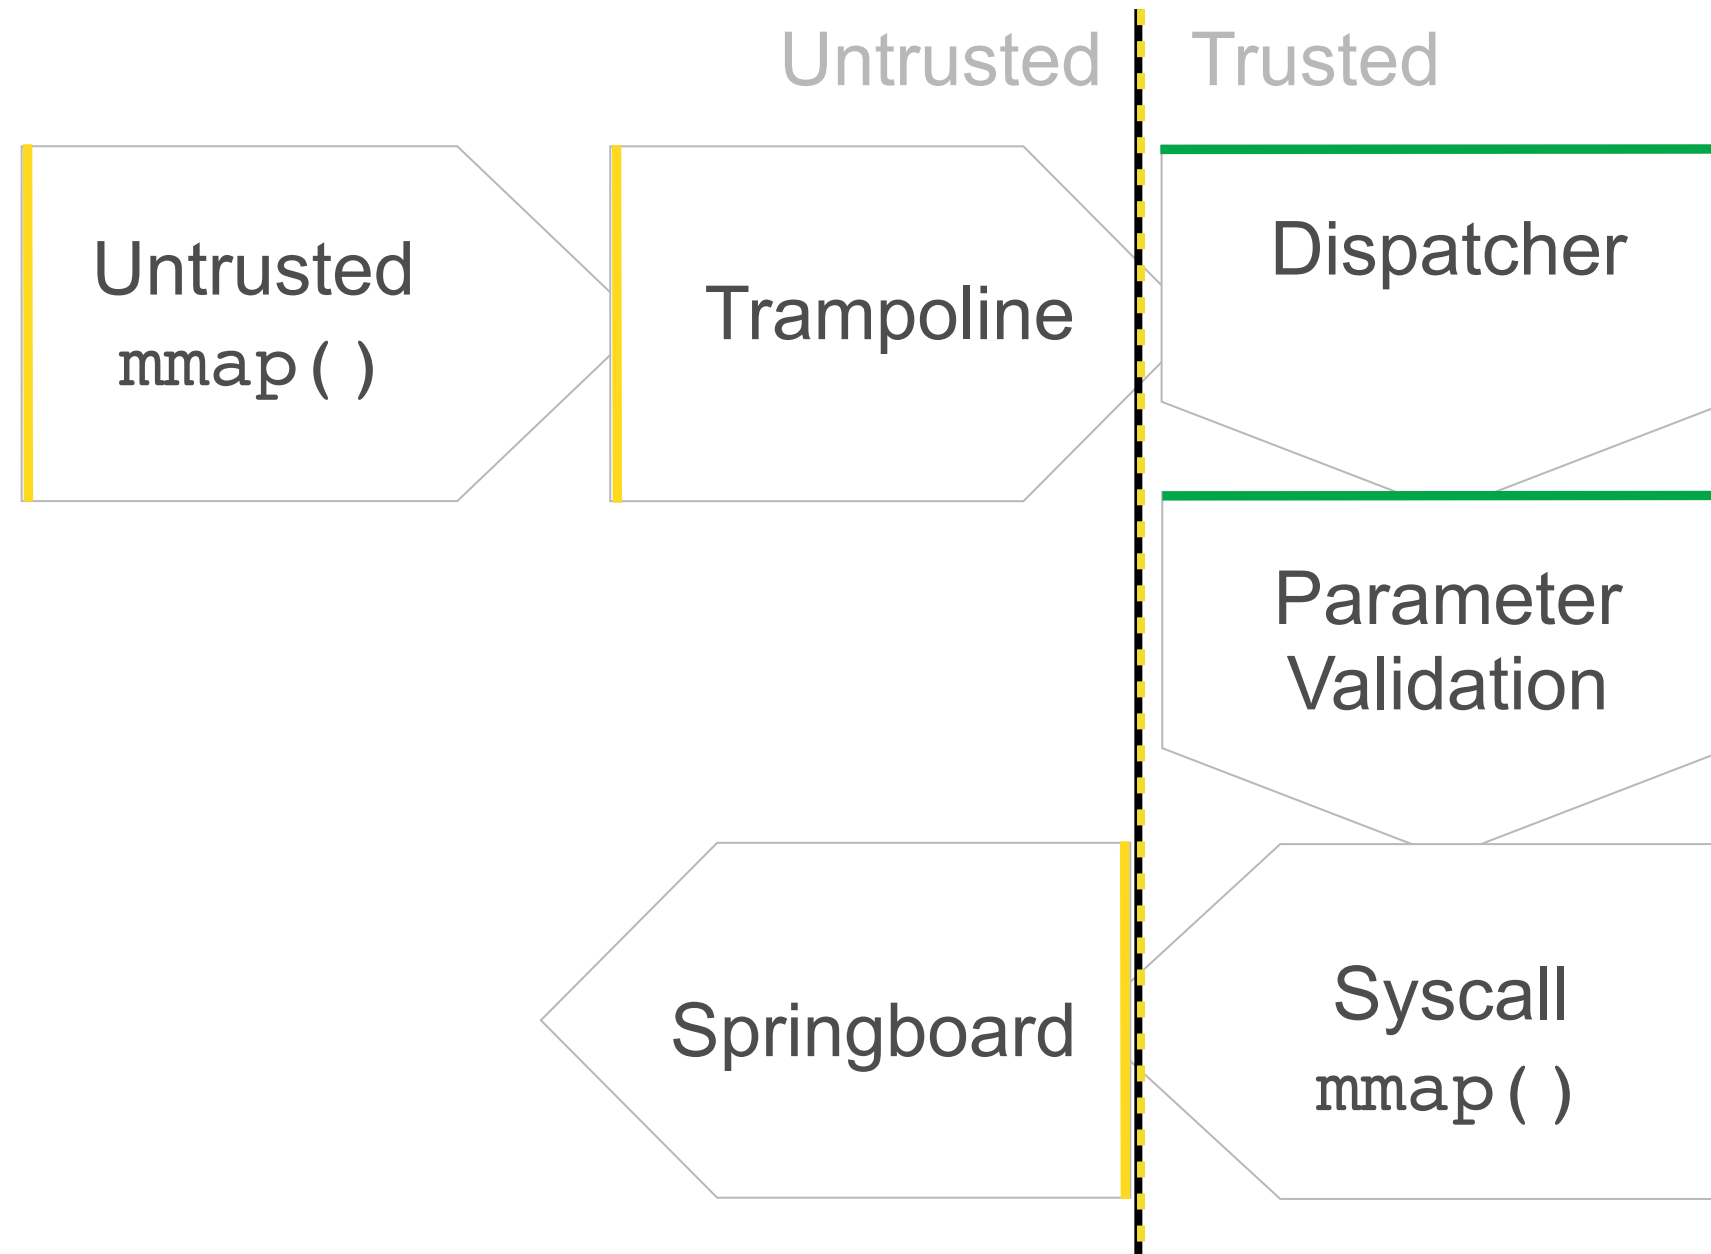 Untrusted
Trusted
Untrusted
mmap()
Trampoline
Dispatcher
Parameter
Validation
Springboard
Syscall
mmap()